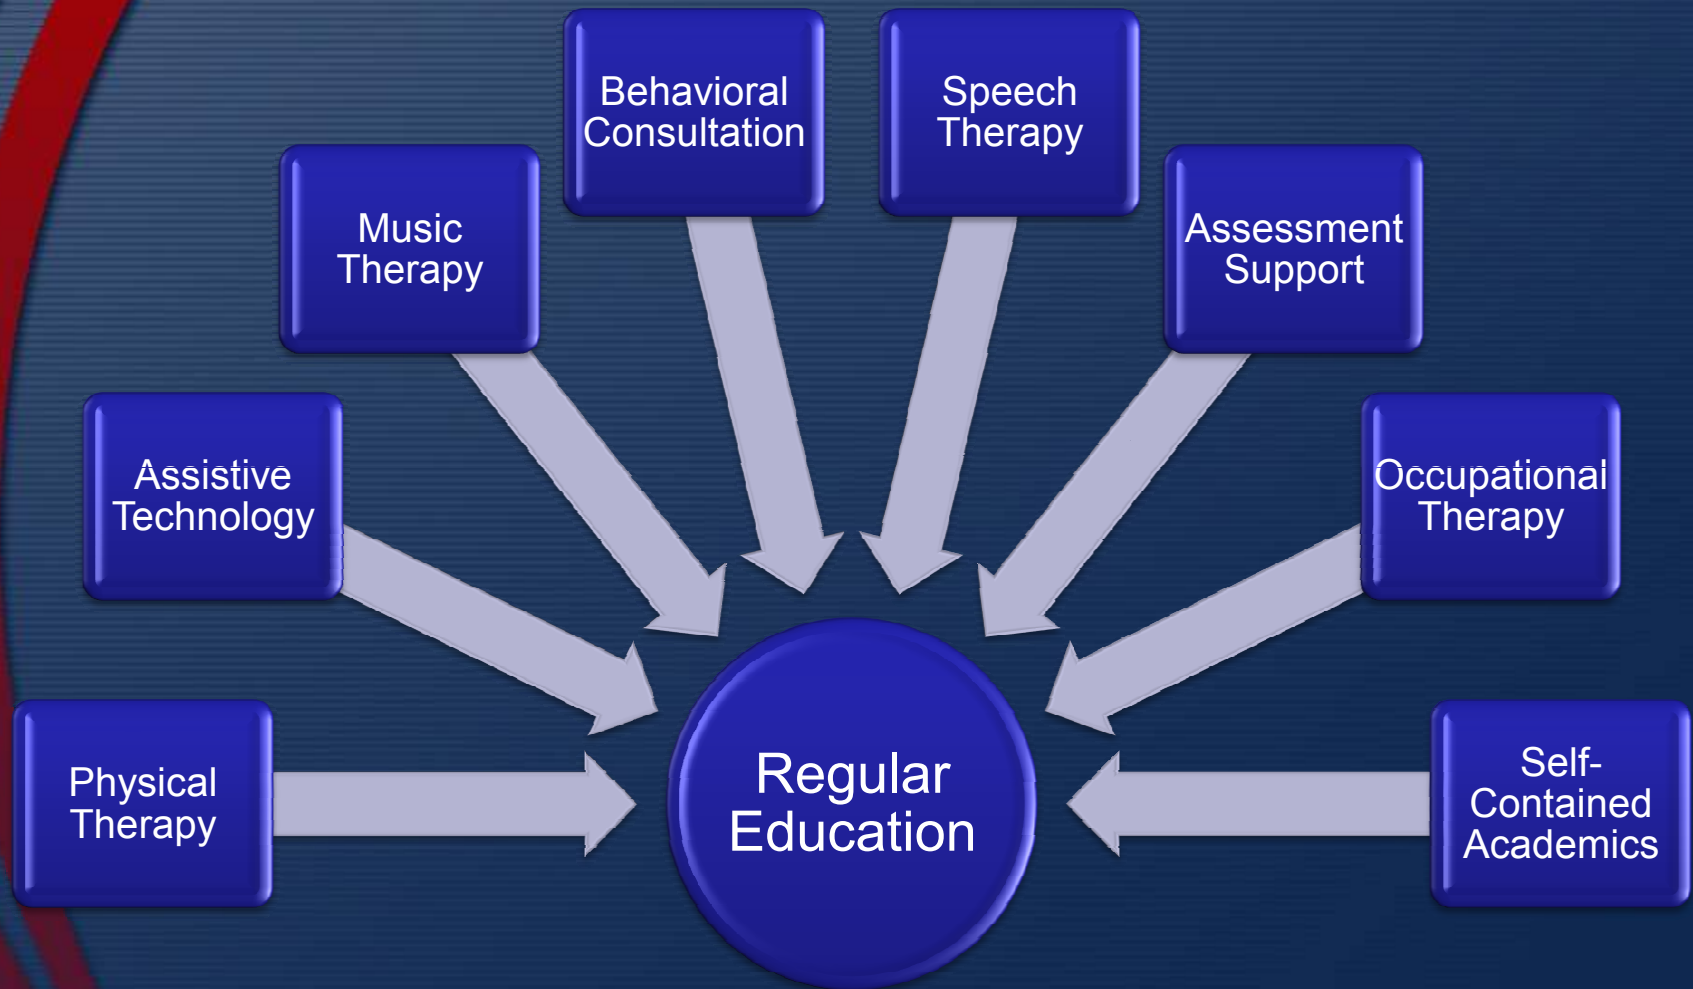 Behavioral
Consultation
Speech
Therapy
Music
Therapy
Assessment
Support
Assistive
Technology
Occupational
Therapy
Physical
Therapy
Regular
Education
Self-
Contained
Academics